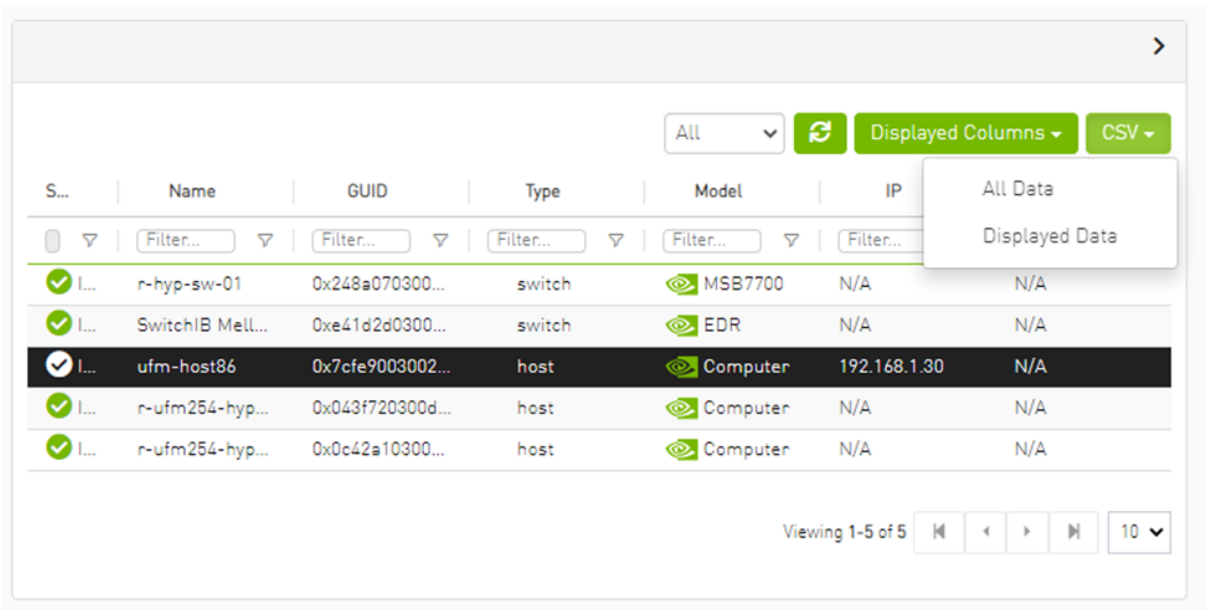 All Displayed Columns CSV
All Data
Displayed Data
S... Name GUID Type Model IP
Filter... Filter... Filter... Filter... Filter...
I... r-hyp-sw-01 0x248a070300... switch MSB7700 N/A N/A
I... SwitchIB Mell... 0xe41d2d0300... switch EDR N/A N/A
I... ufm-host86 0x7cfe9003002... host Computer 192.168.1.30 N/A
I... r-ufm254-hyp... 0x043f720300d... host Computer N/A N/A
I... r-ufm254-hyp... 0x0c42a10300... host Computer N/A N/A
Viewing 1-5 of 5 10